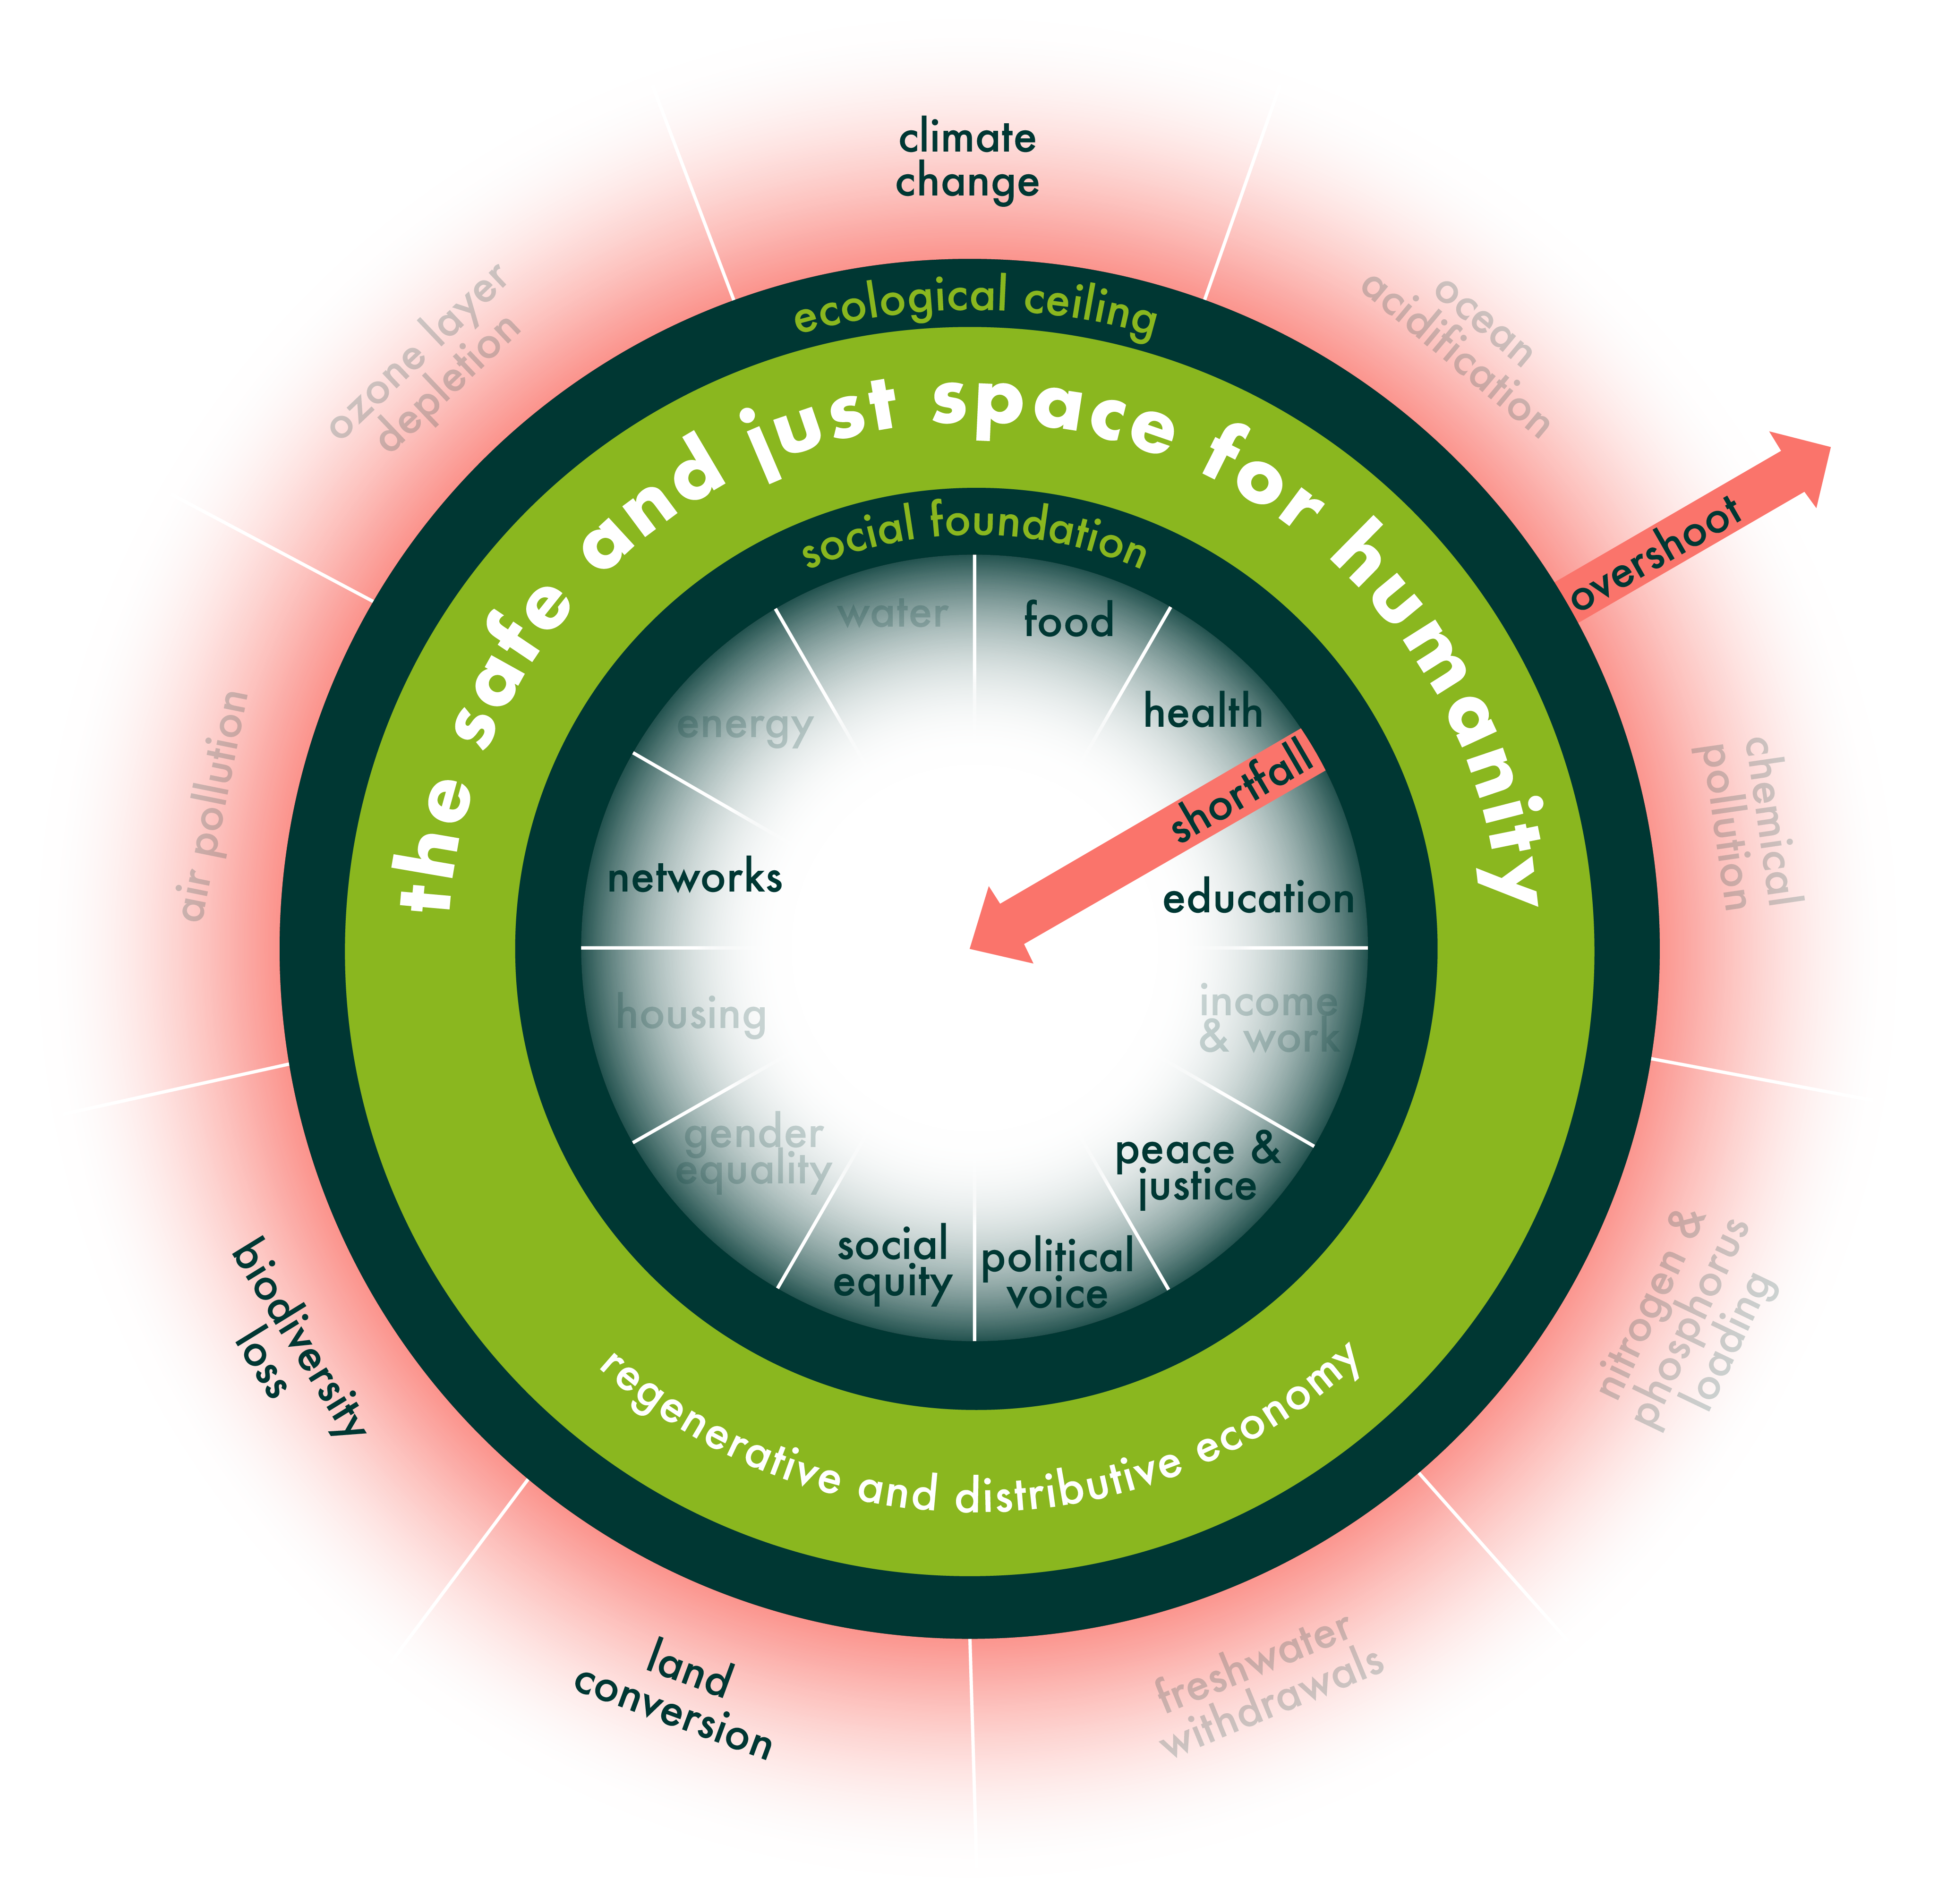 climate
change
ocean
acidification
chemical
pollution
nitrogen &
phosphorus
loading
freshwater
withdrawals
land
conversion
biodiversity
loss
air pollution
ozone layer
depletion
overshoot
ecological ceiling
the safe and just space for humanity
social foundation
water
food
health
shortfall
education
income
& work
peace &
justice
political
voice
social
equity
gender
equality
housing
networks
energy
regenerative and distributive economy